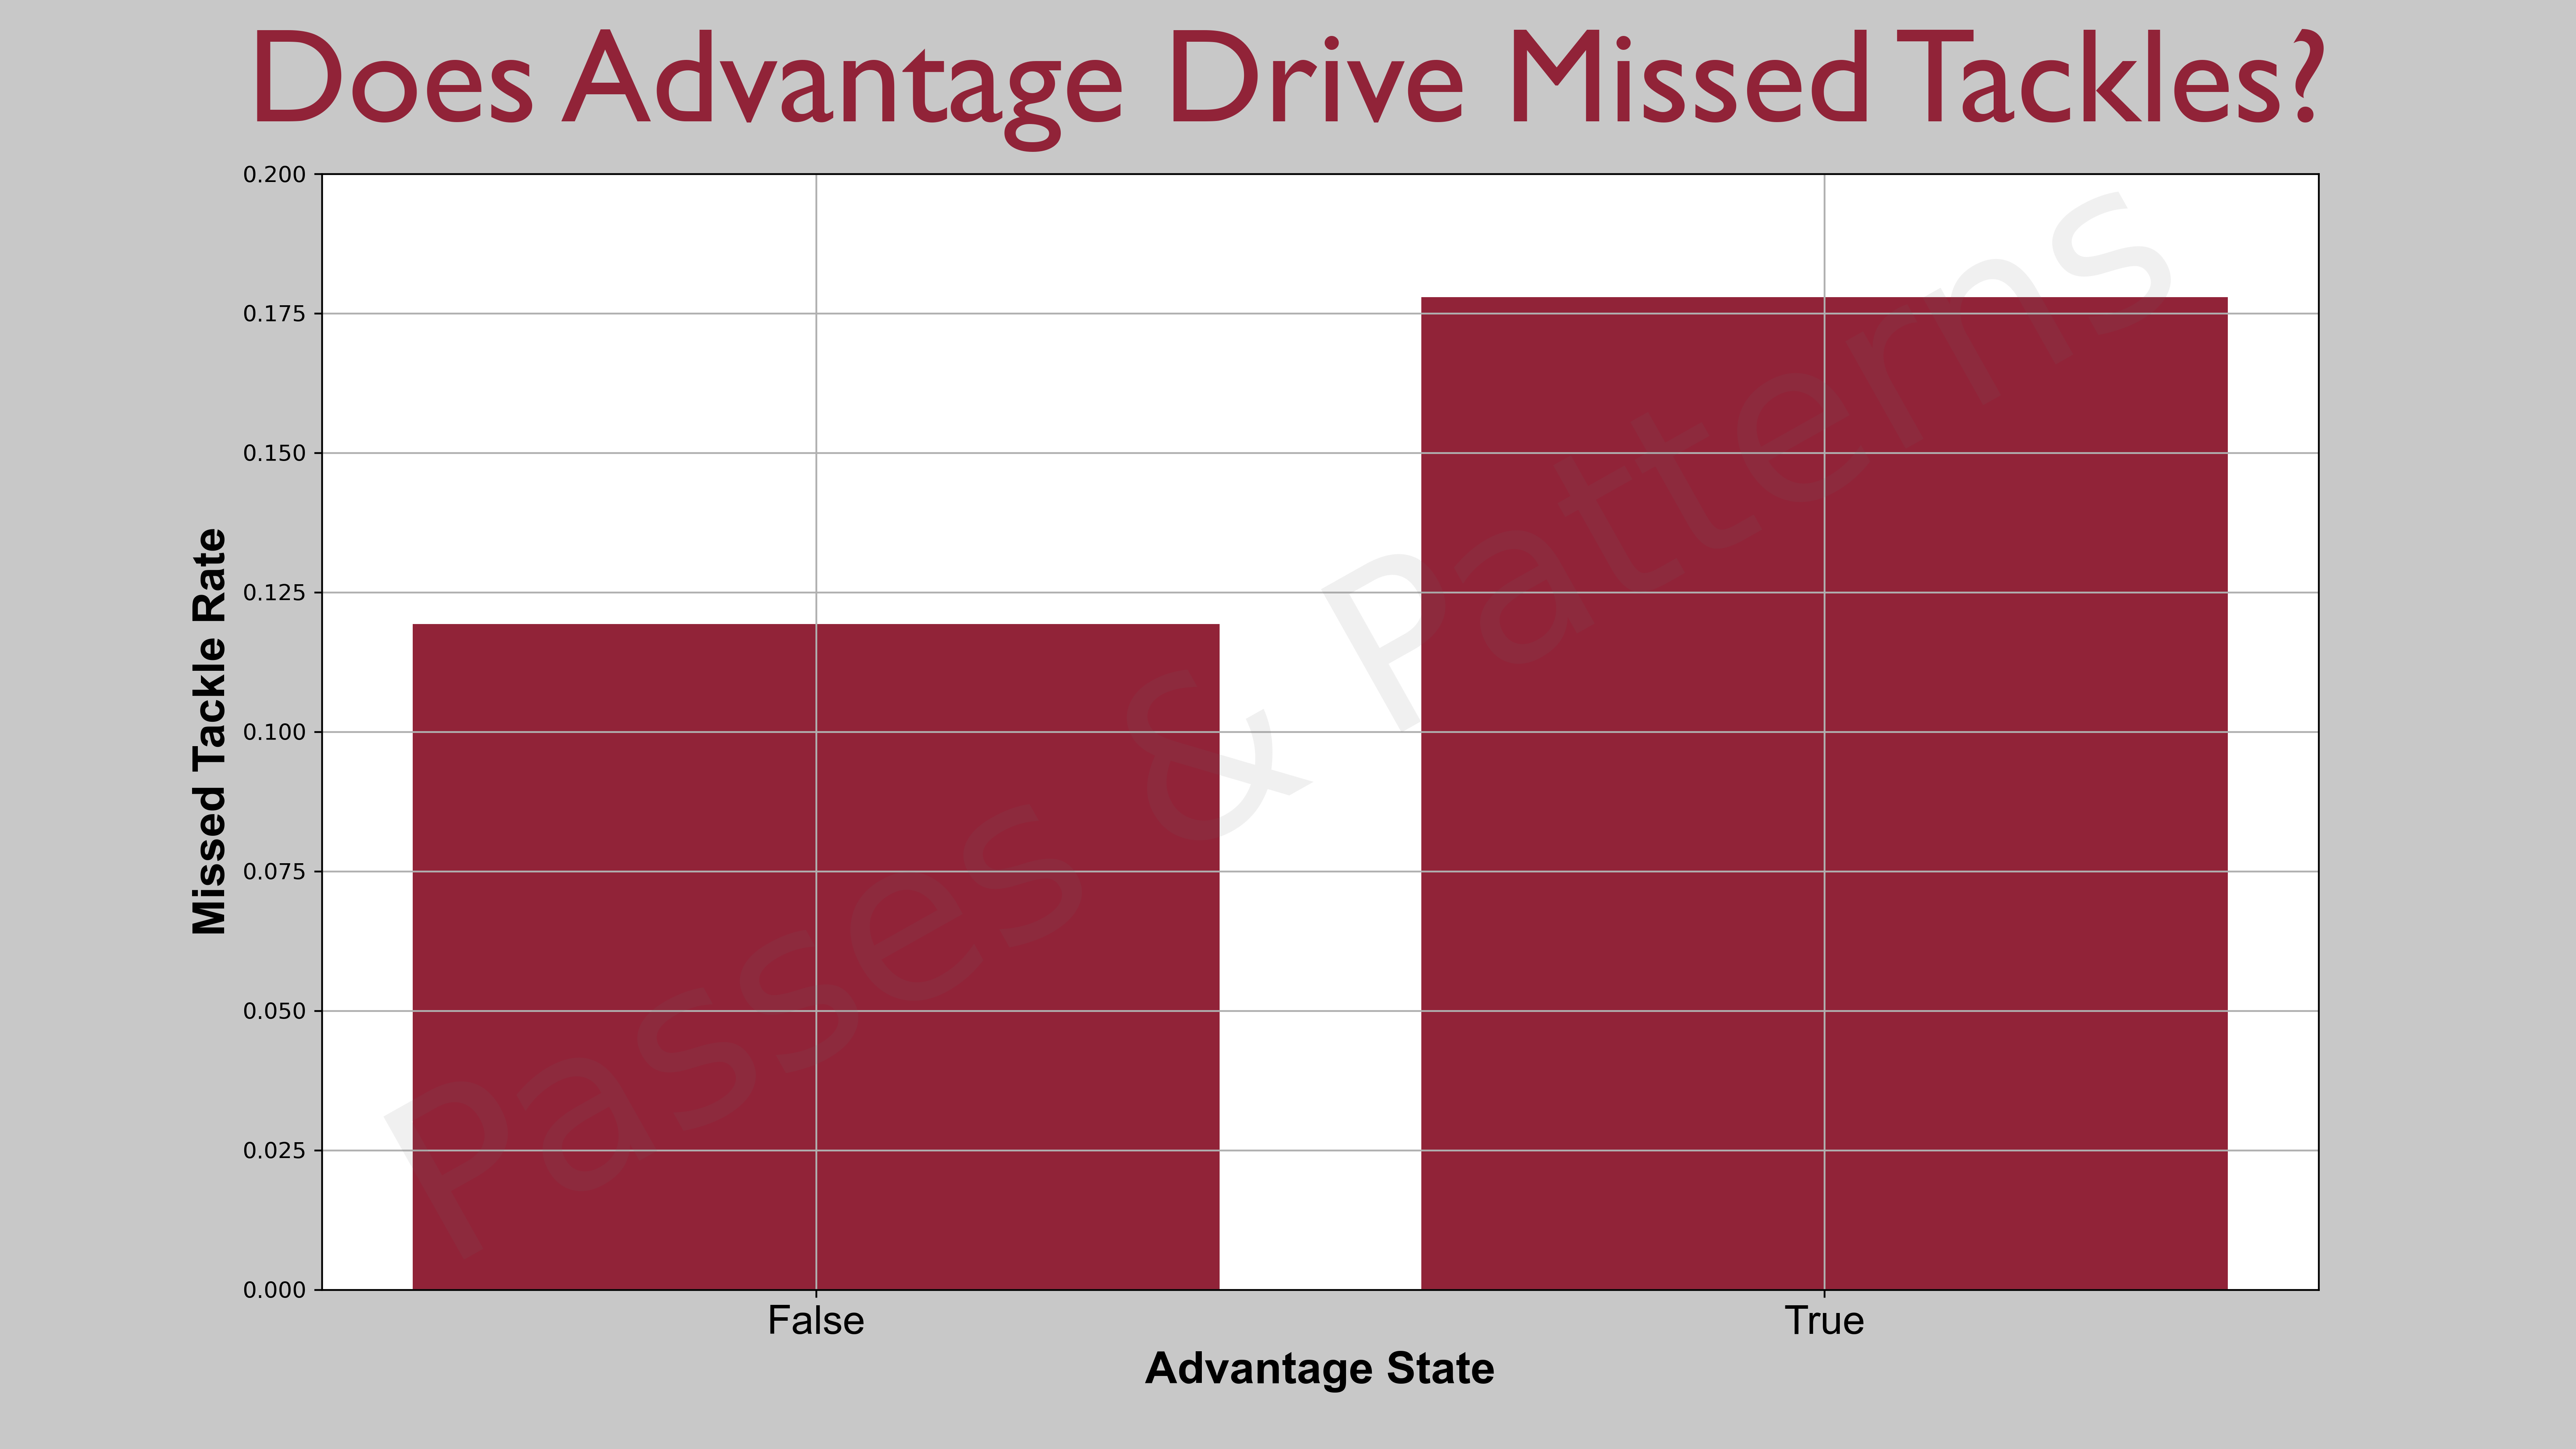 Does Advantage Drive Missed Tackles?
0.200
0.175
0.150
0.125
0.100
0.075
0.050
0.025
0.000
Missed Tackle Rate
Passes & Patterns
False True
Advantage State